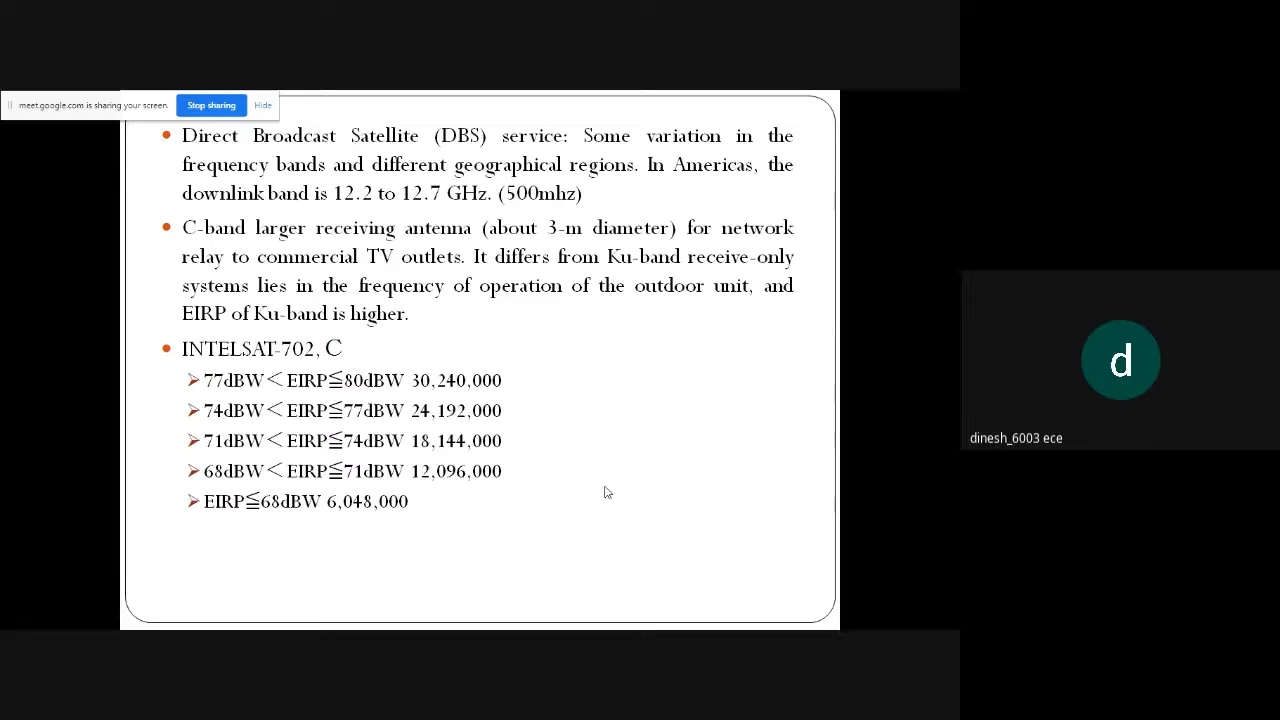 meet.google.com is sharing your screen.
Stop sharing
Hide
Direct Broadcast Satellite (DBS) service: Some variation in the
frequency bands and different geographical regions. In Americas, the
downlink band is 12.2 to 12.7 GHz. (500mhz)
C-band larger receiving antenna (about 3-m diameter) for network
relay to commercial TV outlets. It differs from Ku-band receive-only
systems lies in the frequency of operation of the outdoor unit, and
EIRP of Ku-band is higher.
INTELSAT-702, C
77dBW＜EIRP≦80dBW 30,240,000
74dBW＜EIRP≦77dBW 24,192,000
71dBW＜EIRP≦74dBW 18,144,000
68dBW＜EIRP≦71dBW 12,096,000
EIRP≦68dBW 6,048,000
d
dinesh_6003 ece